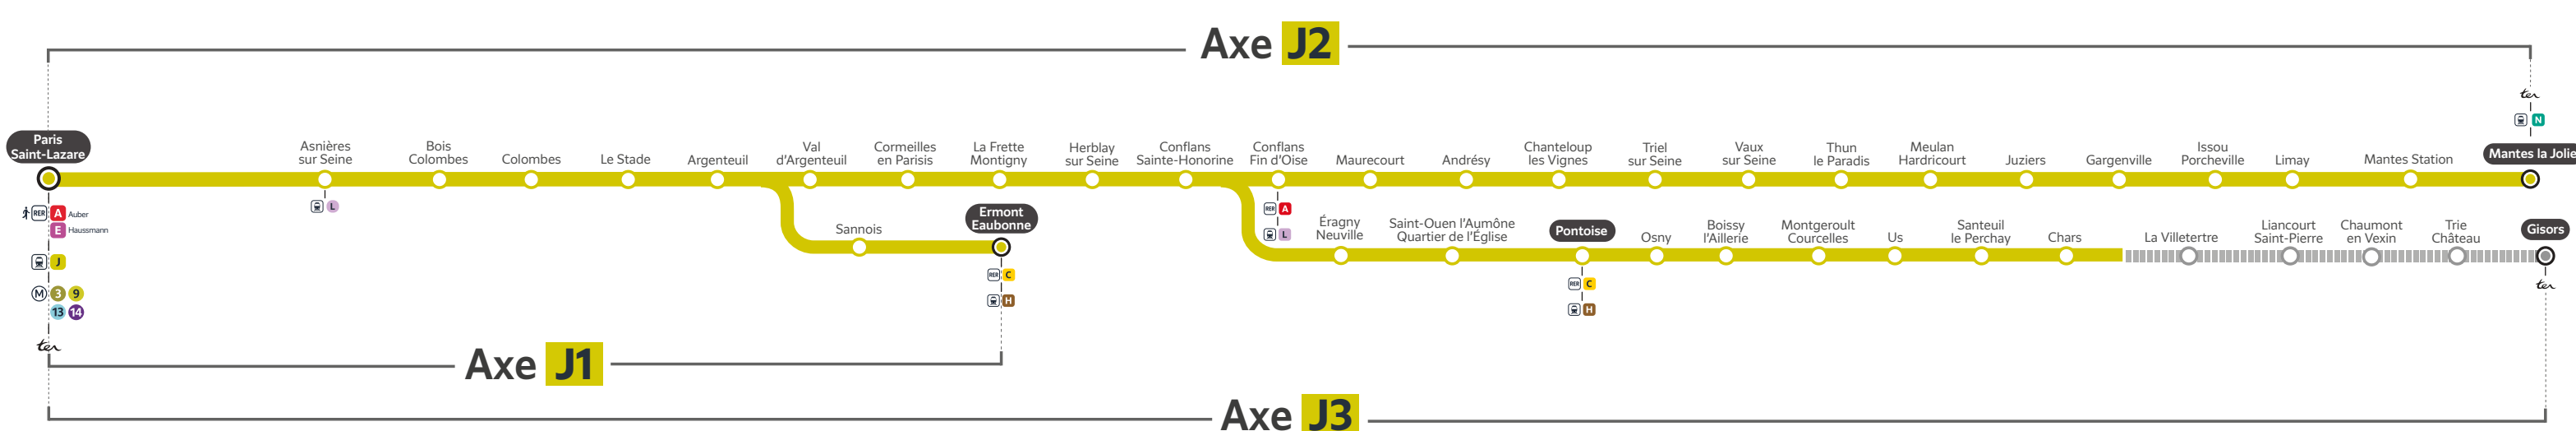 Axe J2
ter
N
Paris
Saint-Lazare
Asnières
sur Seine
Bois
Colombes
Colombes
Le Stade
Argenteuil
Val
d'Argenteuil
Cormeilles
en Parisis
La Frette
Montigny
Herblay
sur Seine
Conflans
Sainte-Honorine
Conflans
Fin d'Oise
Maurecourt
Andrésy
Chanteloup
les Vignes
Triel
sur Seine
Vaux
sur Seine
Thun
le Paradis
Meulan
Hardricourt
Juziers
Gargenville
Issou
Porcheville
Limay
Mantes Station
Mantes la Jolie
RER A Auber
E Haussmann
J
M 3 9
13 14
ter
L
RER A
L
Sannois
Ermont
Eaubonne
RER C
H
Éragny
Neuville
Saint-Ouen l'Aumône
Quartier de l'Église
Pontoise
RER C
H
Osny
Boissy
l'Aillerie
Montgeroult
Courcelles
Us
Santeuil
le Perchay
Chars
La Villetertre
Liancourt
Saint-Pierre
Chaumont
en Vexin
Trie
Château
Gisors
ter
Axe J1
Axe J3